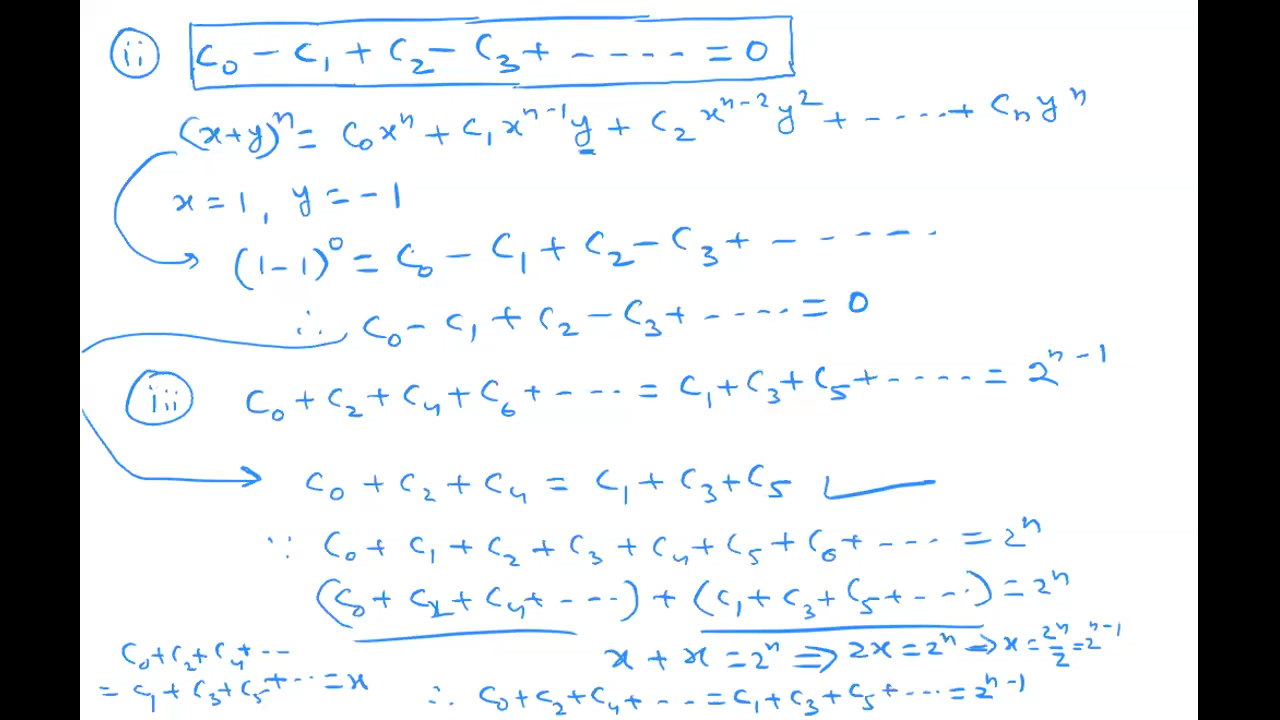 (ii) C₀ − C₁ + C₂ − C₃ + ----- = 0
(x+y)ⁿ = C₀xⁿ + C₁xⁿ⁻¹y + C₂xⁿ⁻²y² + ----- + Cₙyⁿ
x = 1, y = −1
(1−1)⁰ = C₀ − C₁ + C₂ − C₃ + - - - - - .
∴ C₀ − C₁ + C₂ − C₃ + ----- = 0
(iii) C₀ + C₂ + C₄ + C₆ + ---- = C₁ + C₃ + C₅ + ----- = 2ⁿ⁻¹
C₀ + C₂ + C₄ = C₁ + C₃ + C₅
∵ C₀ + C₁ + C₂ + C₃ + C₄ + C₅ + C₆ + --- = 2ⁿ
(C₀ + C₂ + C₄ + ----) + (C₁ + C₃ + C₅ + ----) = 2ⁿ
x + x = 2ⁿ ⇒ 2x = 2ⁿ ⇒ x = 2ⁿ/2 = 2ⁿ⁻¹
C₀ + C₂ + C₄ + --
= C₁ + C₃ + C₅ + --- = x
∴ C₀ + C₂ + C₄ + --- = C₁ + C₃ + C₅ + ---- = 2ⁿ⁻¹